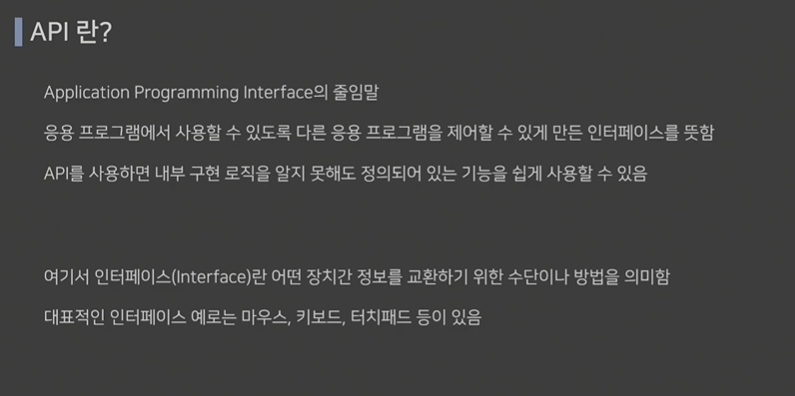 API 란?
Application Programming Interface의 줄임말
응용 프로그램에서 사용할 수 있도록 다른 응용 프로그램을 제어할 수 있게 만든 인터페이스를 뜻함
API를 사용하면 내부 구현 로직을 알지 못해도 정의되어 있는 기능을 쉽게 사용할 수 있음
여기서 인터페이스(Interface)란 어떤 장치간 정보를 교환하기 위한 수단이나 방법을 의미함
대표적인 인터페이스 예로는 마우스, 키보드, 터치패드 등이 있음